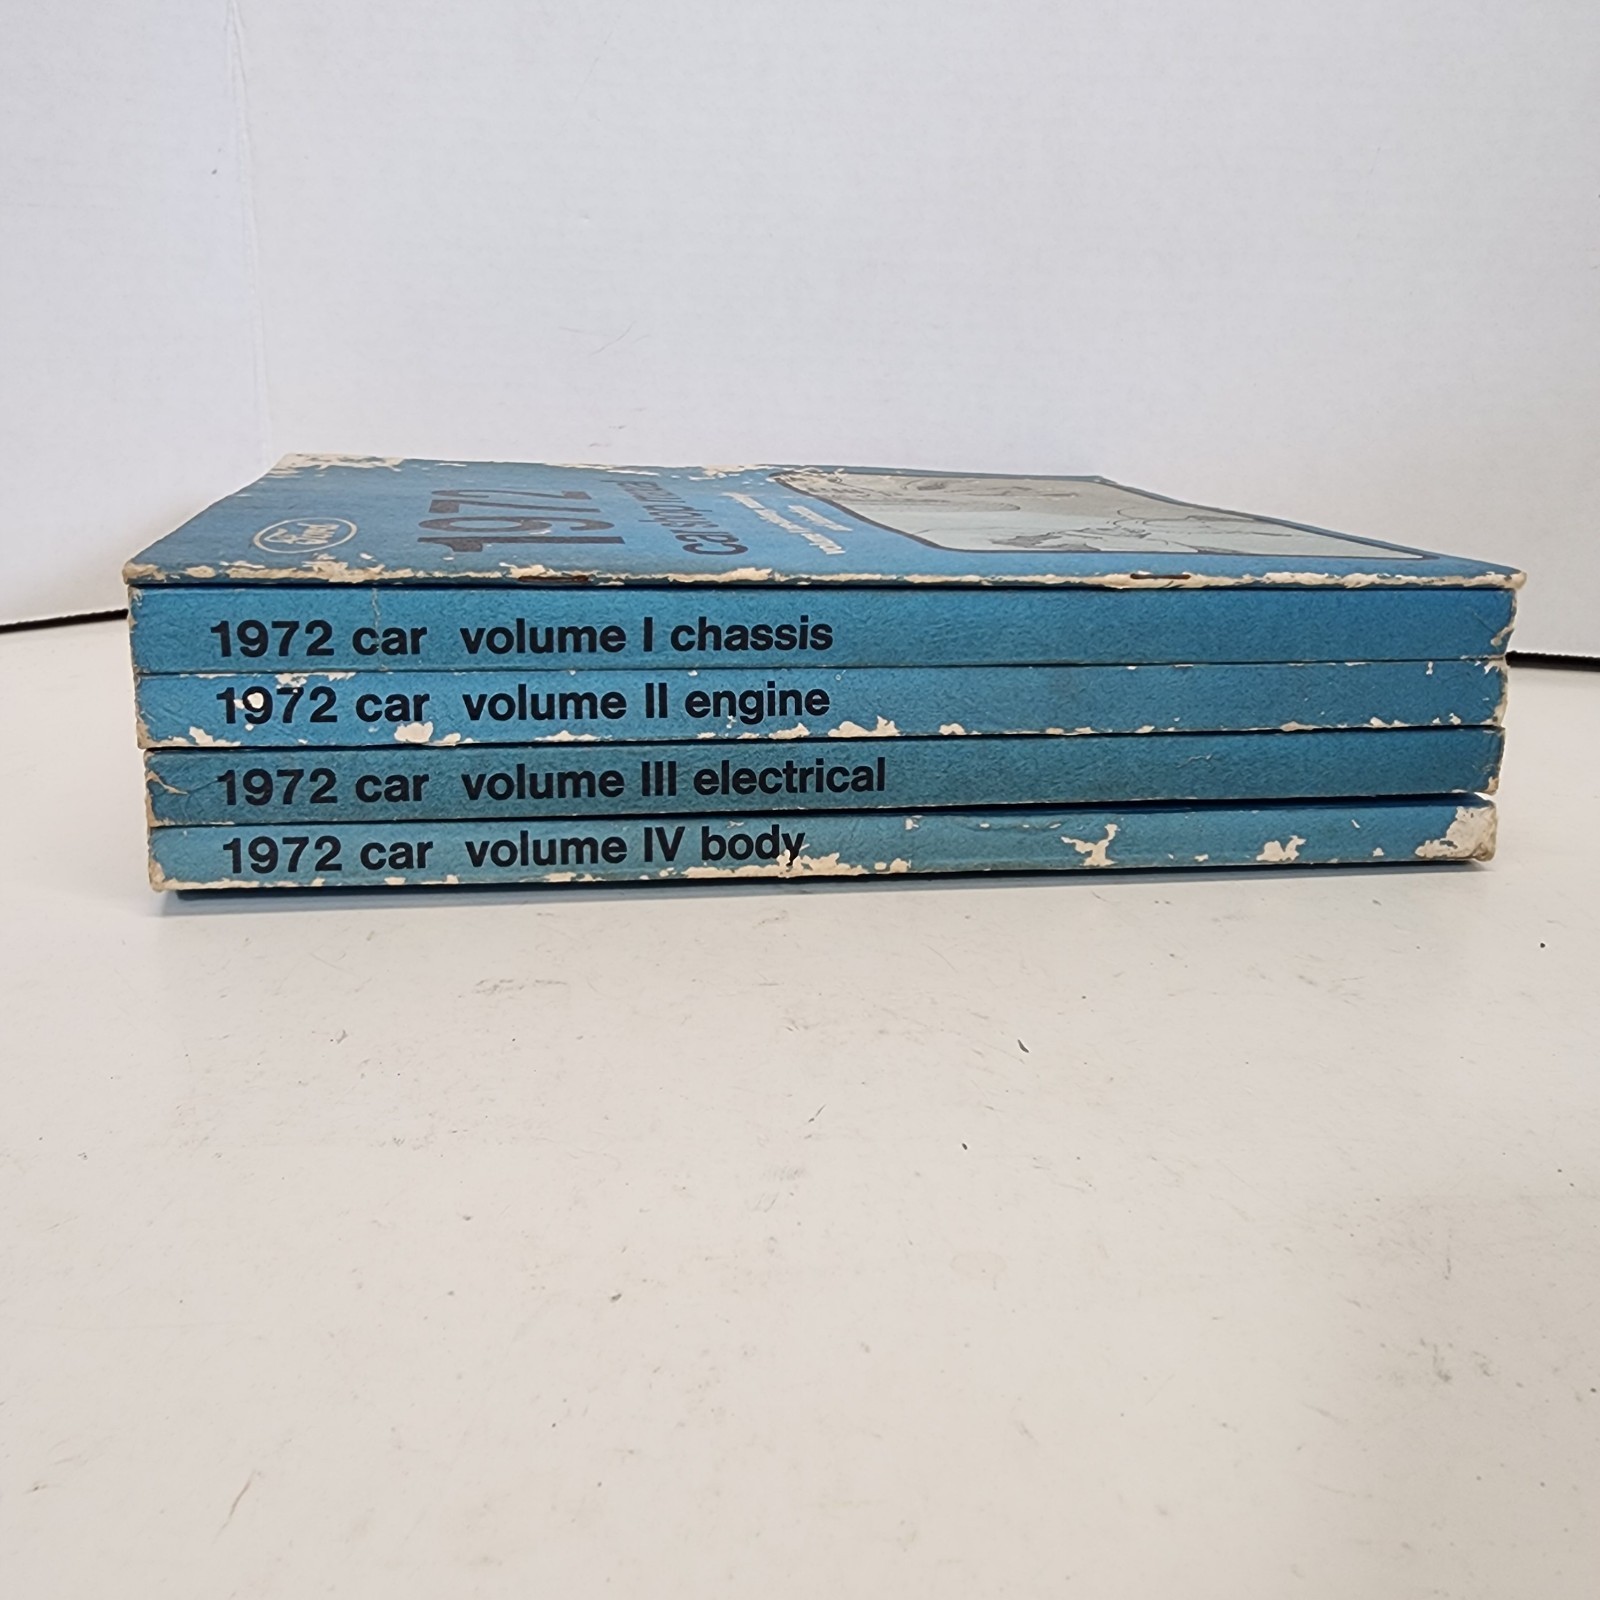 Ford
1972
car shop manual
1972 car volume I chassis
1972 car volume II engine
1972 car volume III electrical
1972 car volume IV body